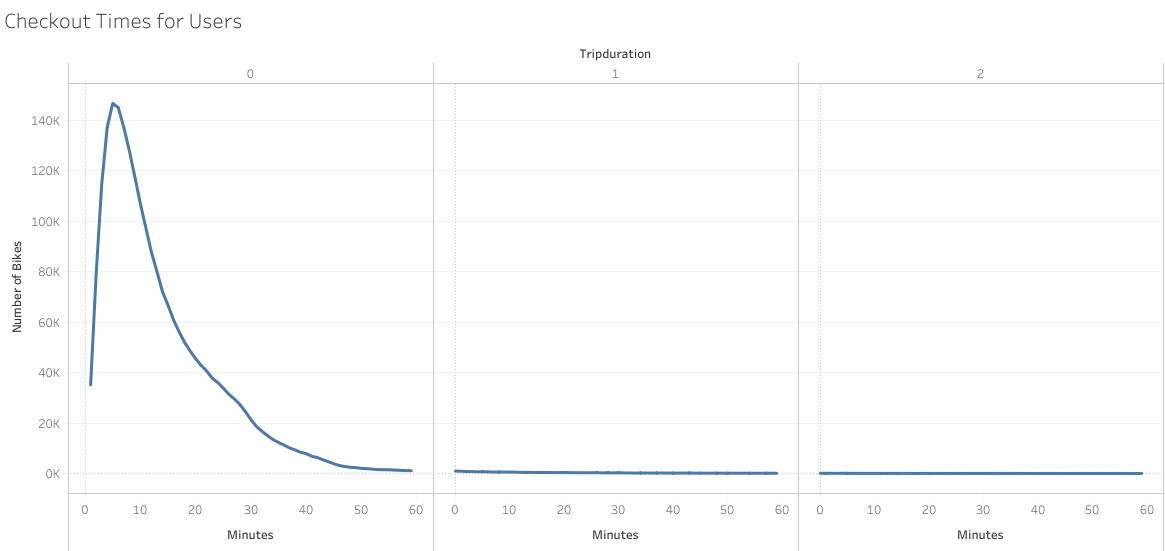 Checkout Times for Users
Tripduration
0 1 2
140K
120K
100K
80K
60K
40K
20K
0K
Number of Bikes
0 10 20 30 40 50 60 0 10 20 30 40 50 60 0 10 20 30 40 50 60
Minutes Minutes Minutes